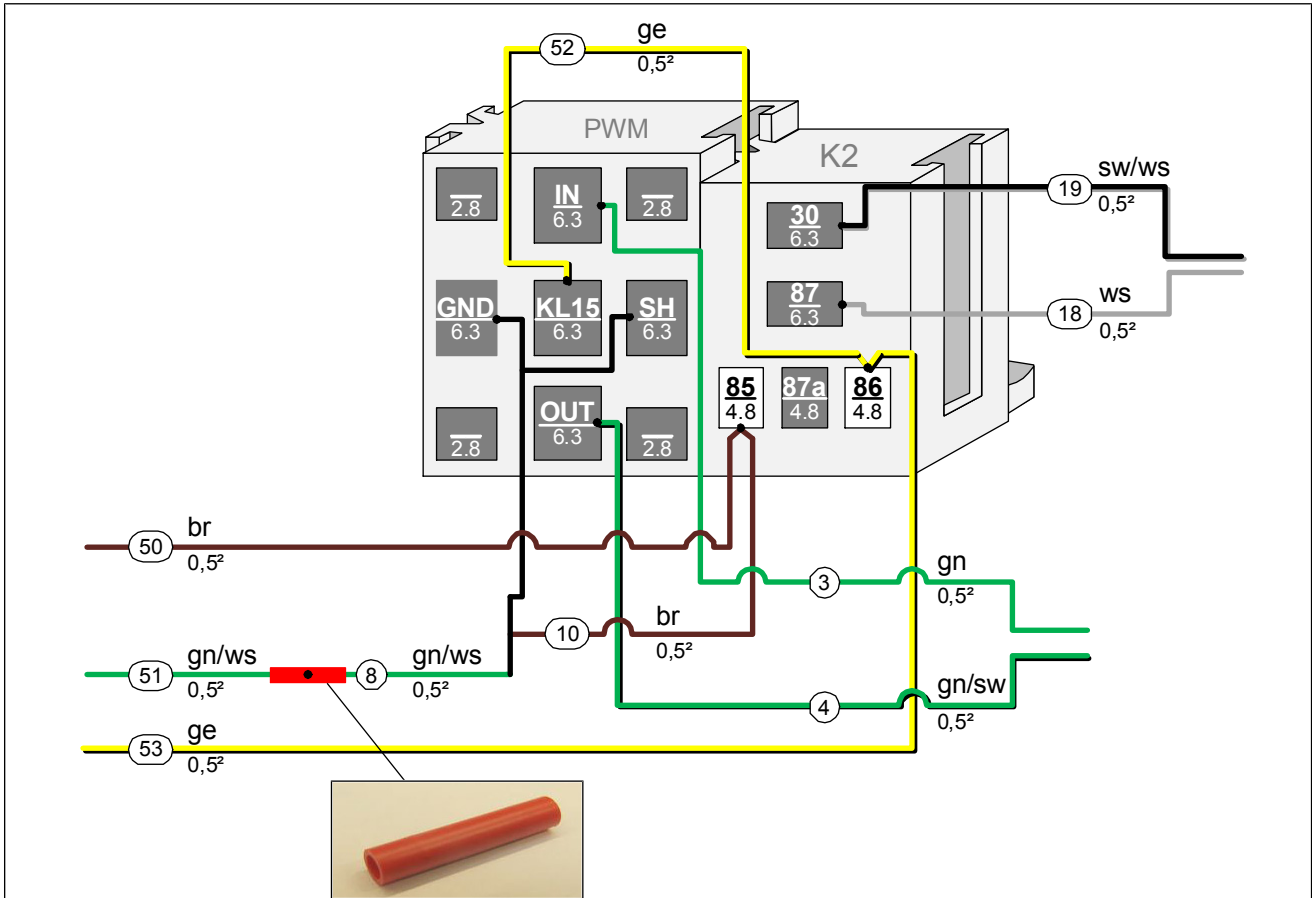 52
ge
0,5²
PWM
K2
2.8
IN
6.3
2.8
30
6.3
19
sw/ws
0,5²
GND
6.3
KL15
6.3
SH
6.3
87
6.3
18
ws
0,5²
85
4.8
87a
4.8
86
4.8
2.8
OUT
6.3
2.8
50
br
0,5²
3
gn
0,5²
10
br
0,5²
51
gn/ws
0,5²
8
gn/ws
0,5²
4
gn/sw
0,5²
53
ge
0,5²